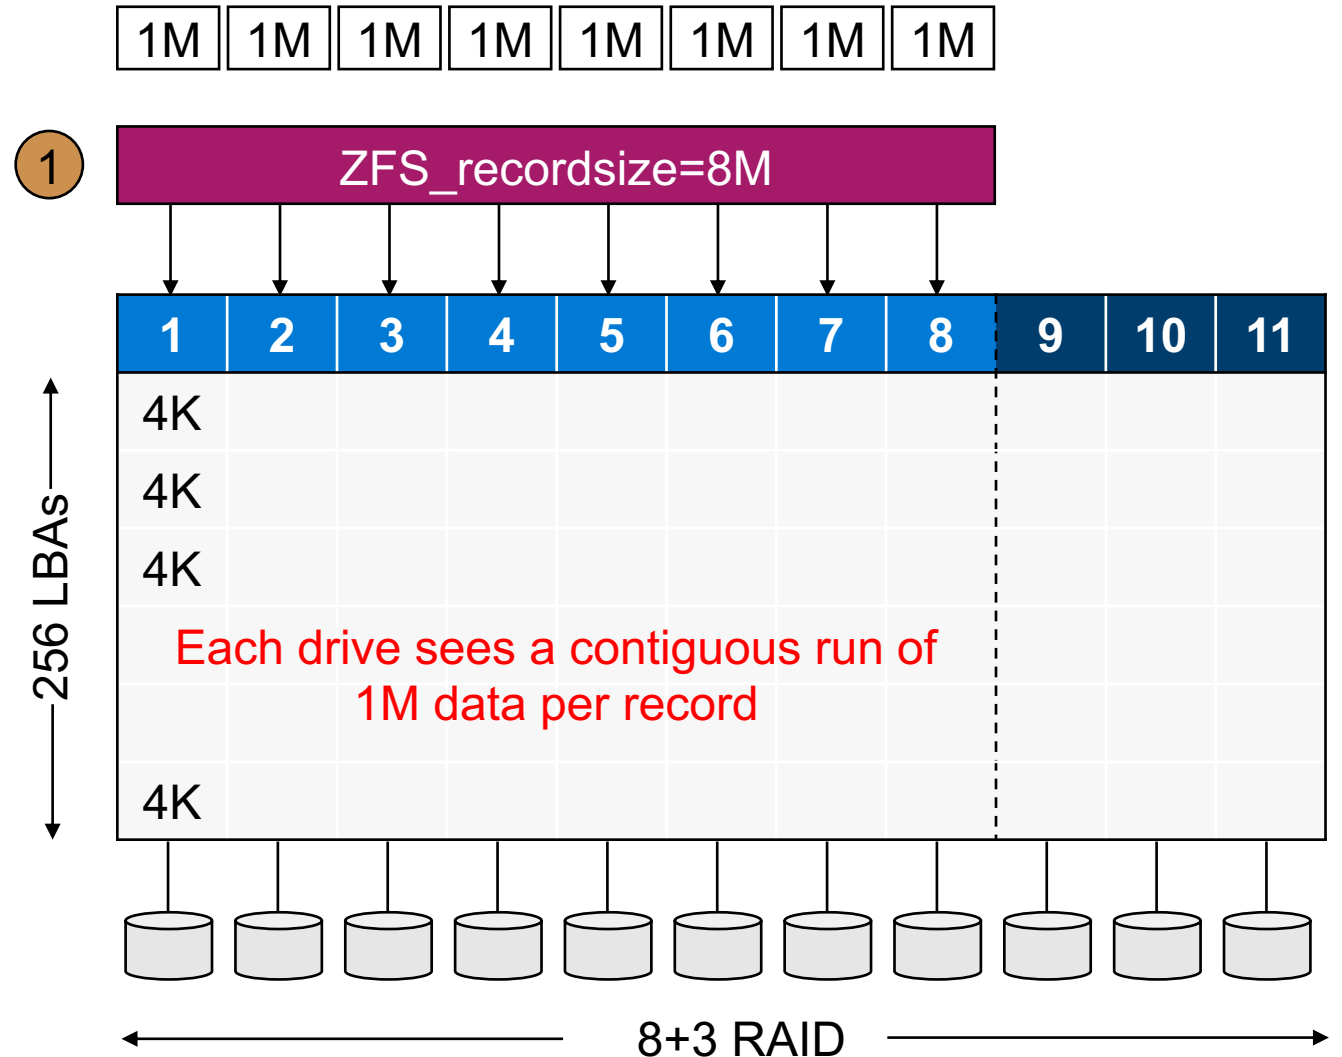 1M 1M 1M 1M 1M 1M 1M 1M
1
ZFS_recordsize=8M
1 2 3 4 5 6 7 8 9 10 11
4K
4K
4K
256 LBAs
Each drive sees a contiguous run of
1M data per record
4K
8+3 RAID